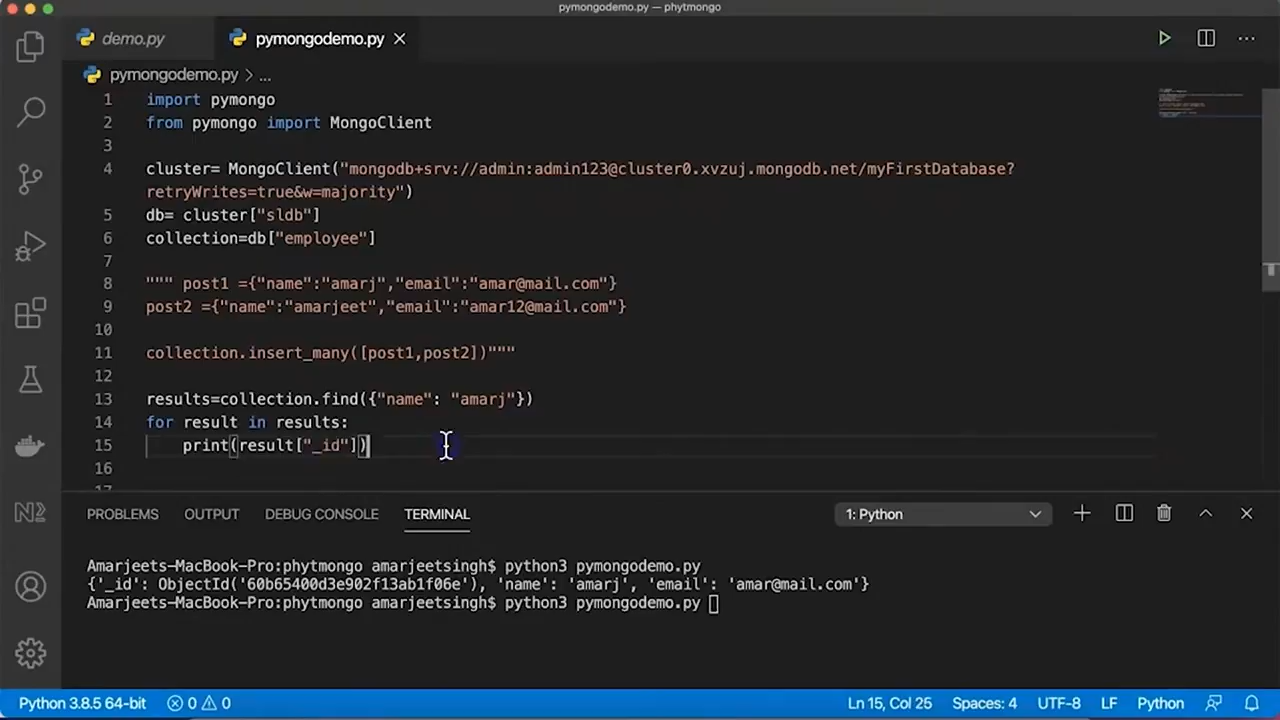 pymongodemo.py — phytmongo
demo.py
pymongodemo.py
pymongodemo.py > ...
1 import pymongo
2 from pymongo import MongoClient
3
4 cluster= MongoClient("mongodb+srv://admin:admin123@cluster0.xvzuj.mongodb.net/myFirstDatabase?
retryWrites=true&w=majority")
5 db= cluster["sldb"]
6 collection=db["employee"]
7
8 """ post1 ={"name":"amarj","email":"amar@mail.com"}
9 post2 ={"name":"amarjeet","email":"amar12@mail.com"}
10
11 collection.insert_many([post1,post2])"""
12
13 results=collection.find({"name": "amarj"})
14 for result in results:
15 print(result["_id"])
16
17
PROBLEMS OUTPUT DEBUG CONSOLE TERMINAL 1: Python
Amarjeets-MacBook-Pro:phytmongo amarjeetsingh$ python3 pymongodemo.py
{'_id': ObjectId('60b65400d3e902f13ab1f06e'), 'name': 'amarj', 'email': 'amar@mail.com'}
Amarjeets-MacBook-Pro:phytmongo amarjeetsingh$ python3 pymongodemo.py
Python 3.8.5 64-bit 0 0 Ln 15, Col 25 Spaces: 4 UTF-8 LF Python